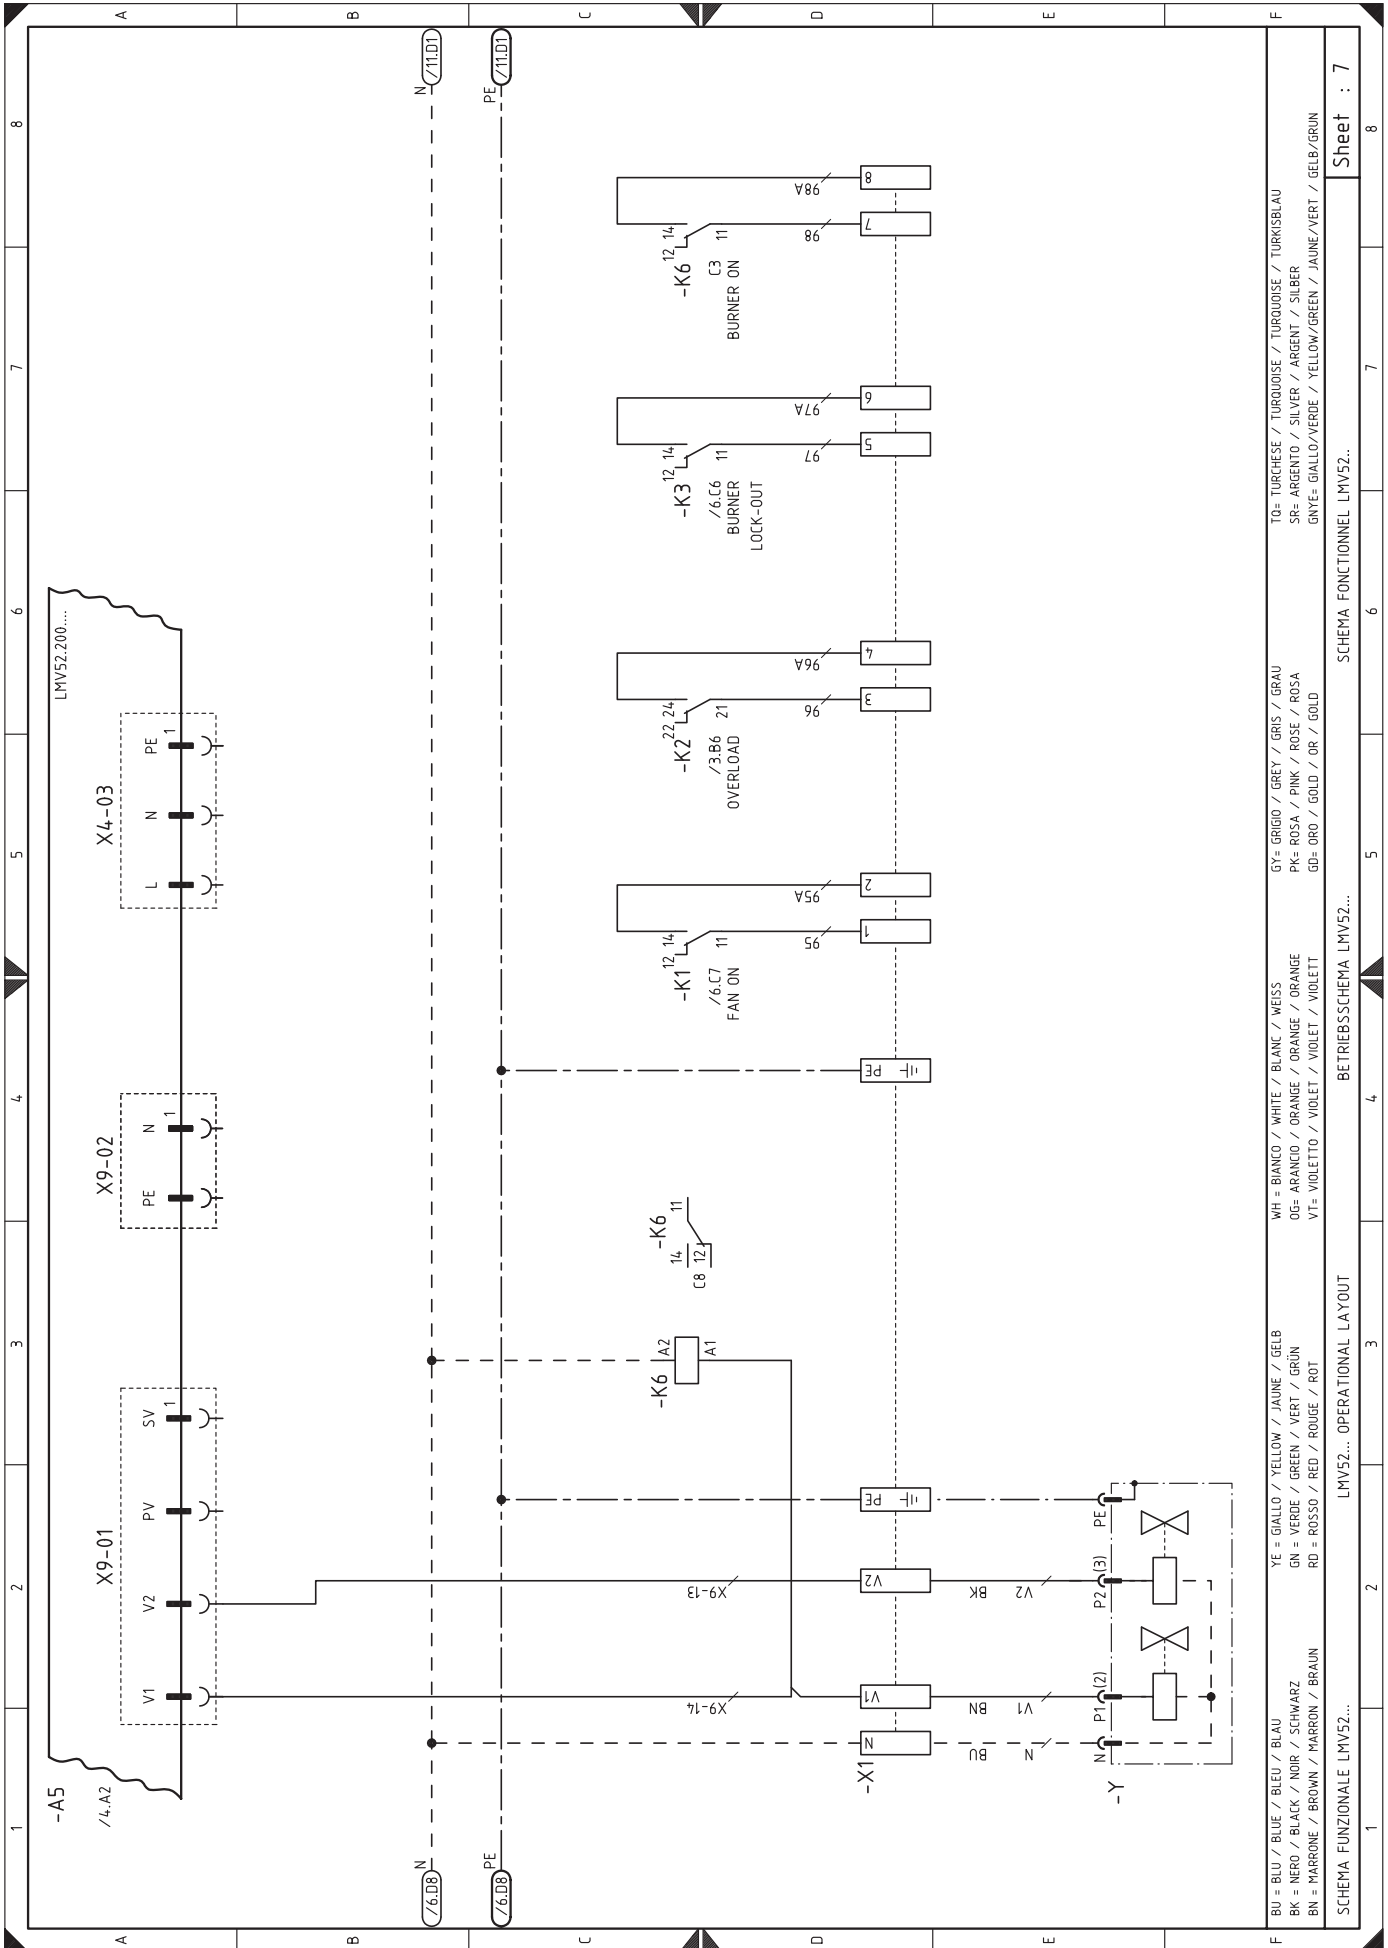 1 2 3 4 5 6 7 8
A
B
C
D
E
F
-A5
/4.A2
LMV52.200....
X9-01
V1 V2 PV SV 1
X9-02
PE N 1
X4-03
L N PE 1
/6.D8 N N /11.D1
/6.D8 PE PE /11.D1
-K6
A2
A1
-K6
14 11
C8 12
-K1
12 14
11
/6.C7
FAN ON
-K2
22 24
21
/3.B6
OVERLOAD
-K3
12 14
11
/6.C6
BURNER
LOCK-OUT
-K6
12 14
11
C3
BURNER ON
X9-14 X9-13
95 95A 96 96A 97 97A 98 98A
-X1
N V1 V2 PE PE 1 2 3 4 5 6 7 8
BU BN BK
N V1 V2
-Y
N P1 (2) P2 (3) PE
BU = BLU / BLUE / BLEU / BLAU
BK = NERO / BLACK / NOIR / SCHWARZ
BN = MARRONE / BROWN / MARRON / BRAUN
YE = GIALLO / YELLOW / JAUNE / GELB
GN = VERDE / GREEN / VERT / GRÜN
RD = ROSSO / RED / ROUGE / ROT
WH = BIANCO / WHITE / BLANC / WEISS
OG= ARANCIO / ORANGE / ORANGE / ORANGE
VT= VIOLETTO / VIOLET / VIOLET / VIOLETT
GY= GRIGIO / GREY / GRIS / GRAU
PK= ROSA / PINK / ROSE / ROSA
GD= ORO / GOLD / OR / GOLD
TQ= TURCHESE / TURQUOISE / TURQUOISE / TURKISBLAU
SR= ARGENTO / SILVER / ARGENT / SILBER
GNYE= GIALLO/VERDE / YELLOW/GREEN / JAUNE/VERT / GELB/GRUN
SCHEMA FUNZIONALE LMV52... LMV52... OPERATIONAL LAYOUT BETRIEBSSCHEMA LMV52... SCHEMA FONCTIONNEL LMV52..
Sheet : 7
1 2 3 4 5 6 7 8
A
B
C
D
E
F